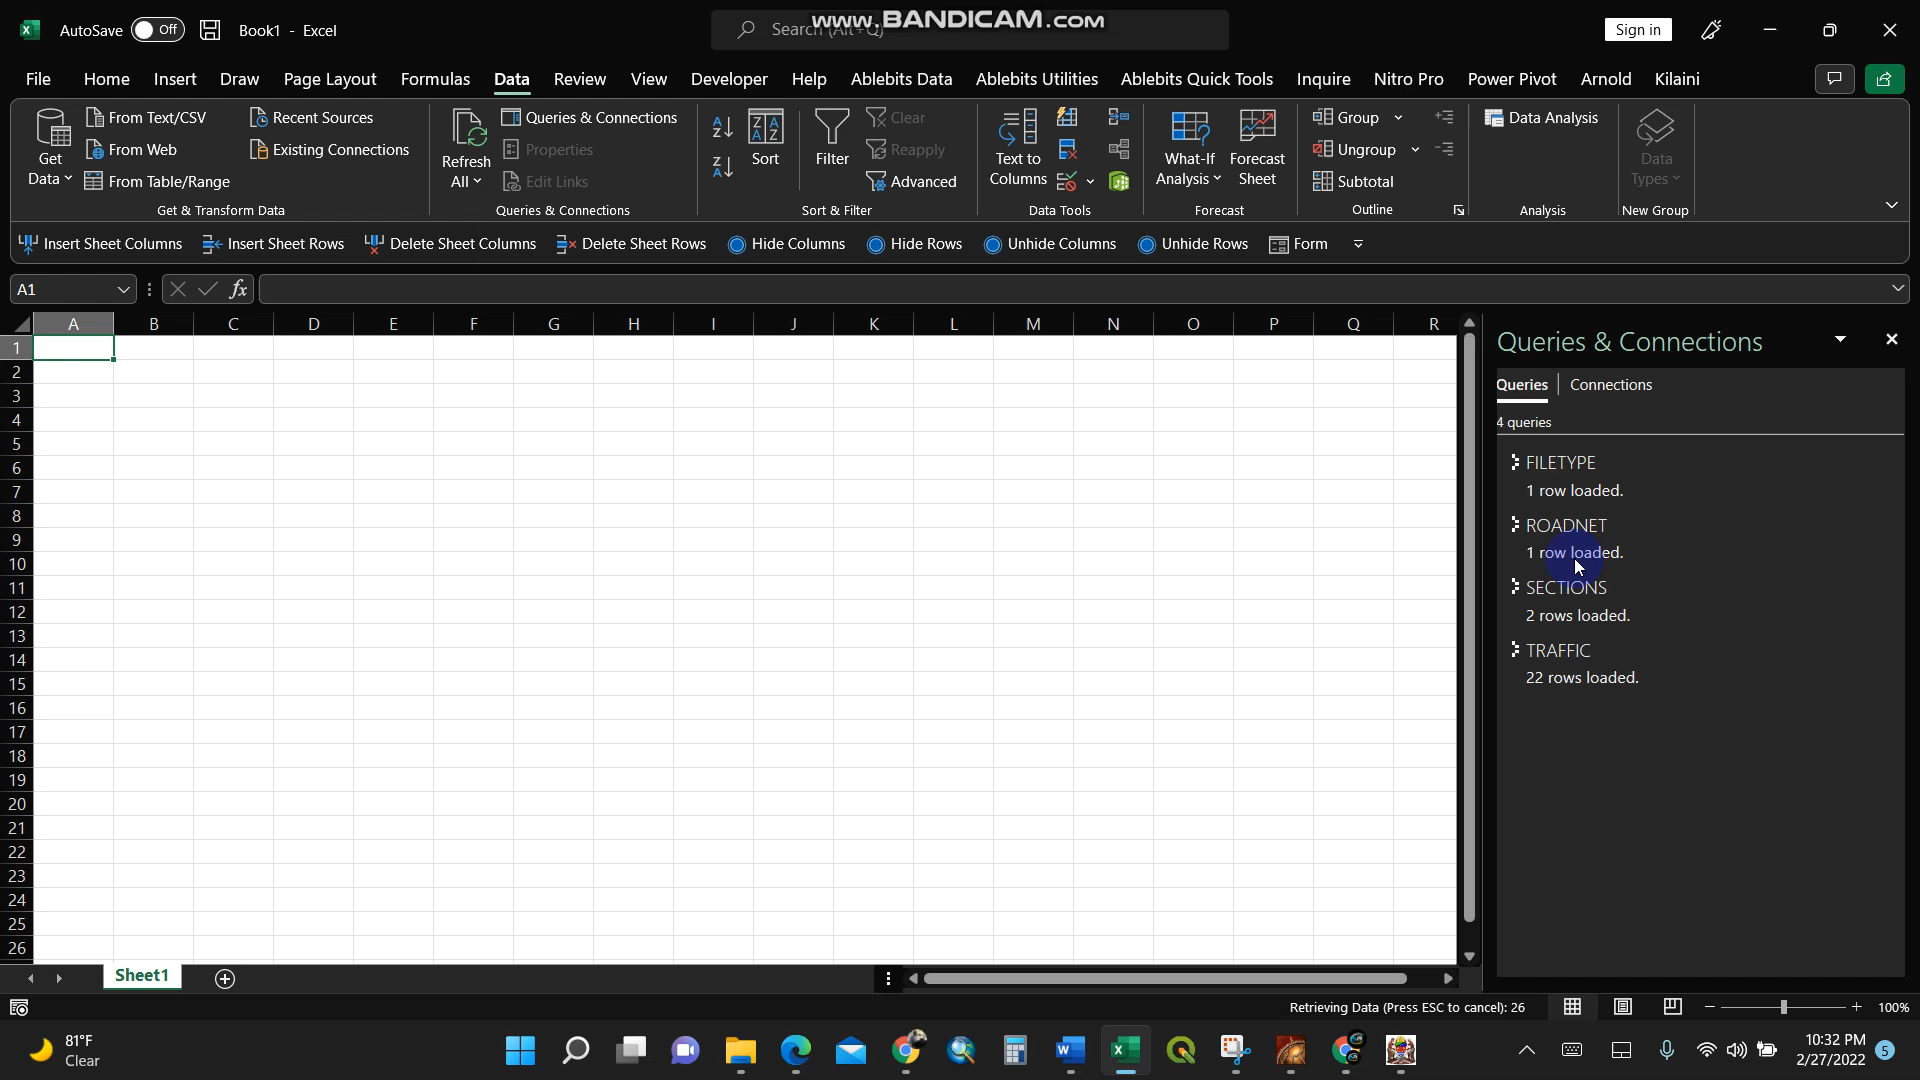 AutoSave Off Book1 - Excel Search (Alt+Q) Sign in
www.BANDICAM.com
File Home Insert Draw Page Layout Formulas Data Review View Developer Help Ablebits Data Ablebits Utilities Ablebits Quick Tools Inquire Nitro Pro Power Pivot Arnold Kilaini
Get Data
From Text/CSV
From Web
From Table/Range
Recent Sources
Existing Connections
Get & Transform Data
Refresh All
Queries & Connections
Properties
Edit Links
Queries & Connections
Sort
Filter
Clear
Reapply
Advanced
Sort & Filter
Text to Columns
Data Tools
What-If Analysis
Forecast Sheet
Forecast
Group
Ungroup
Subtotal
Outline
Data Analysis
Analysis
Data Types
New Group
Insert Sheet Columns Insert Sheet Rows Delete Sheet Columns Delete Sheet Rows Hide Columns Hide Rows Unhide Columns Unhide Rows Form
A1 fx
A B C D E F G H I J K L M N O P Q R
1
2
3
4
5
6
7
8
9
10
11
12
13
14
15
16
17
18
19
20
21
22
23
24
25
26
Queries & Connections
Queries Connections
4 queries
FILETYPE
1 row loaded.
ROADNET
1 row loaded.
SECTIONS
2 rows loaded.
TRAFFIC
22 rows loaded.
Sheet1
Retrieving Data (Press ESC to cancel): 26 100%
81°F
Clear
10:32 PM
2/27/2022
5